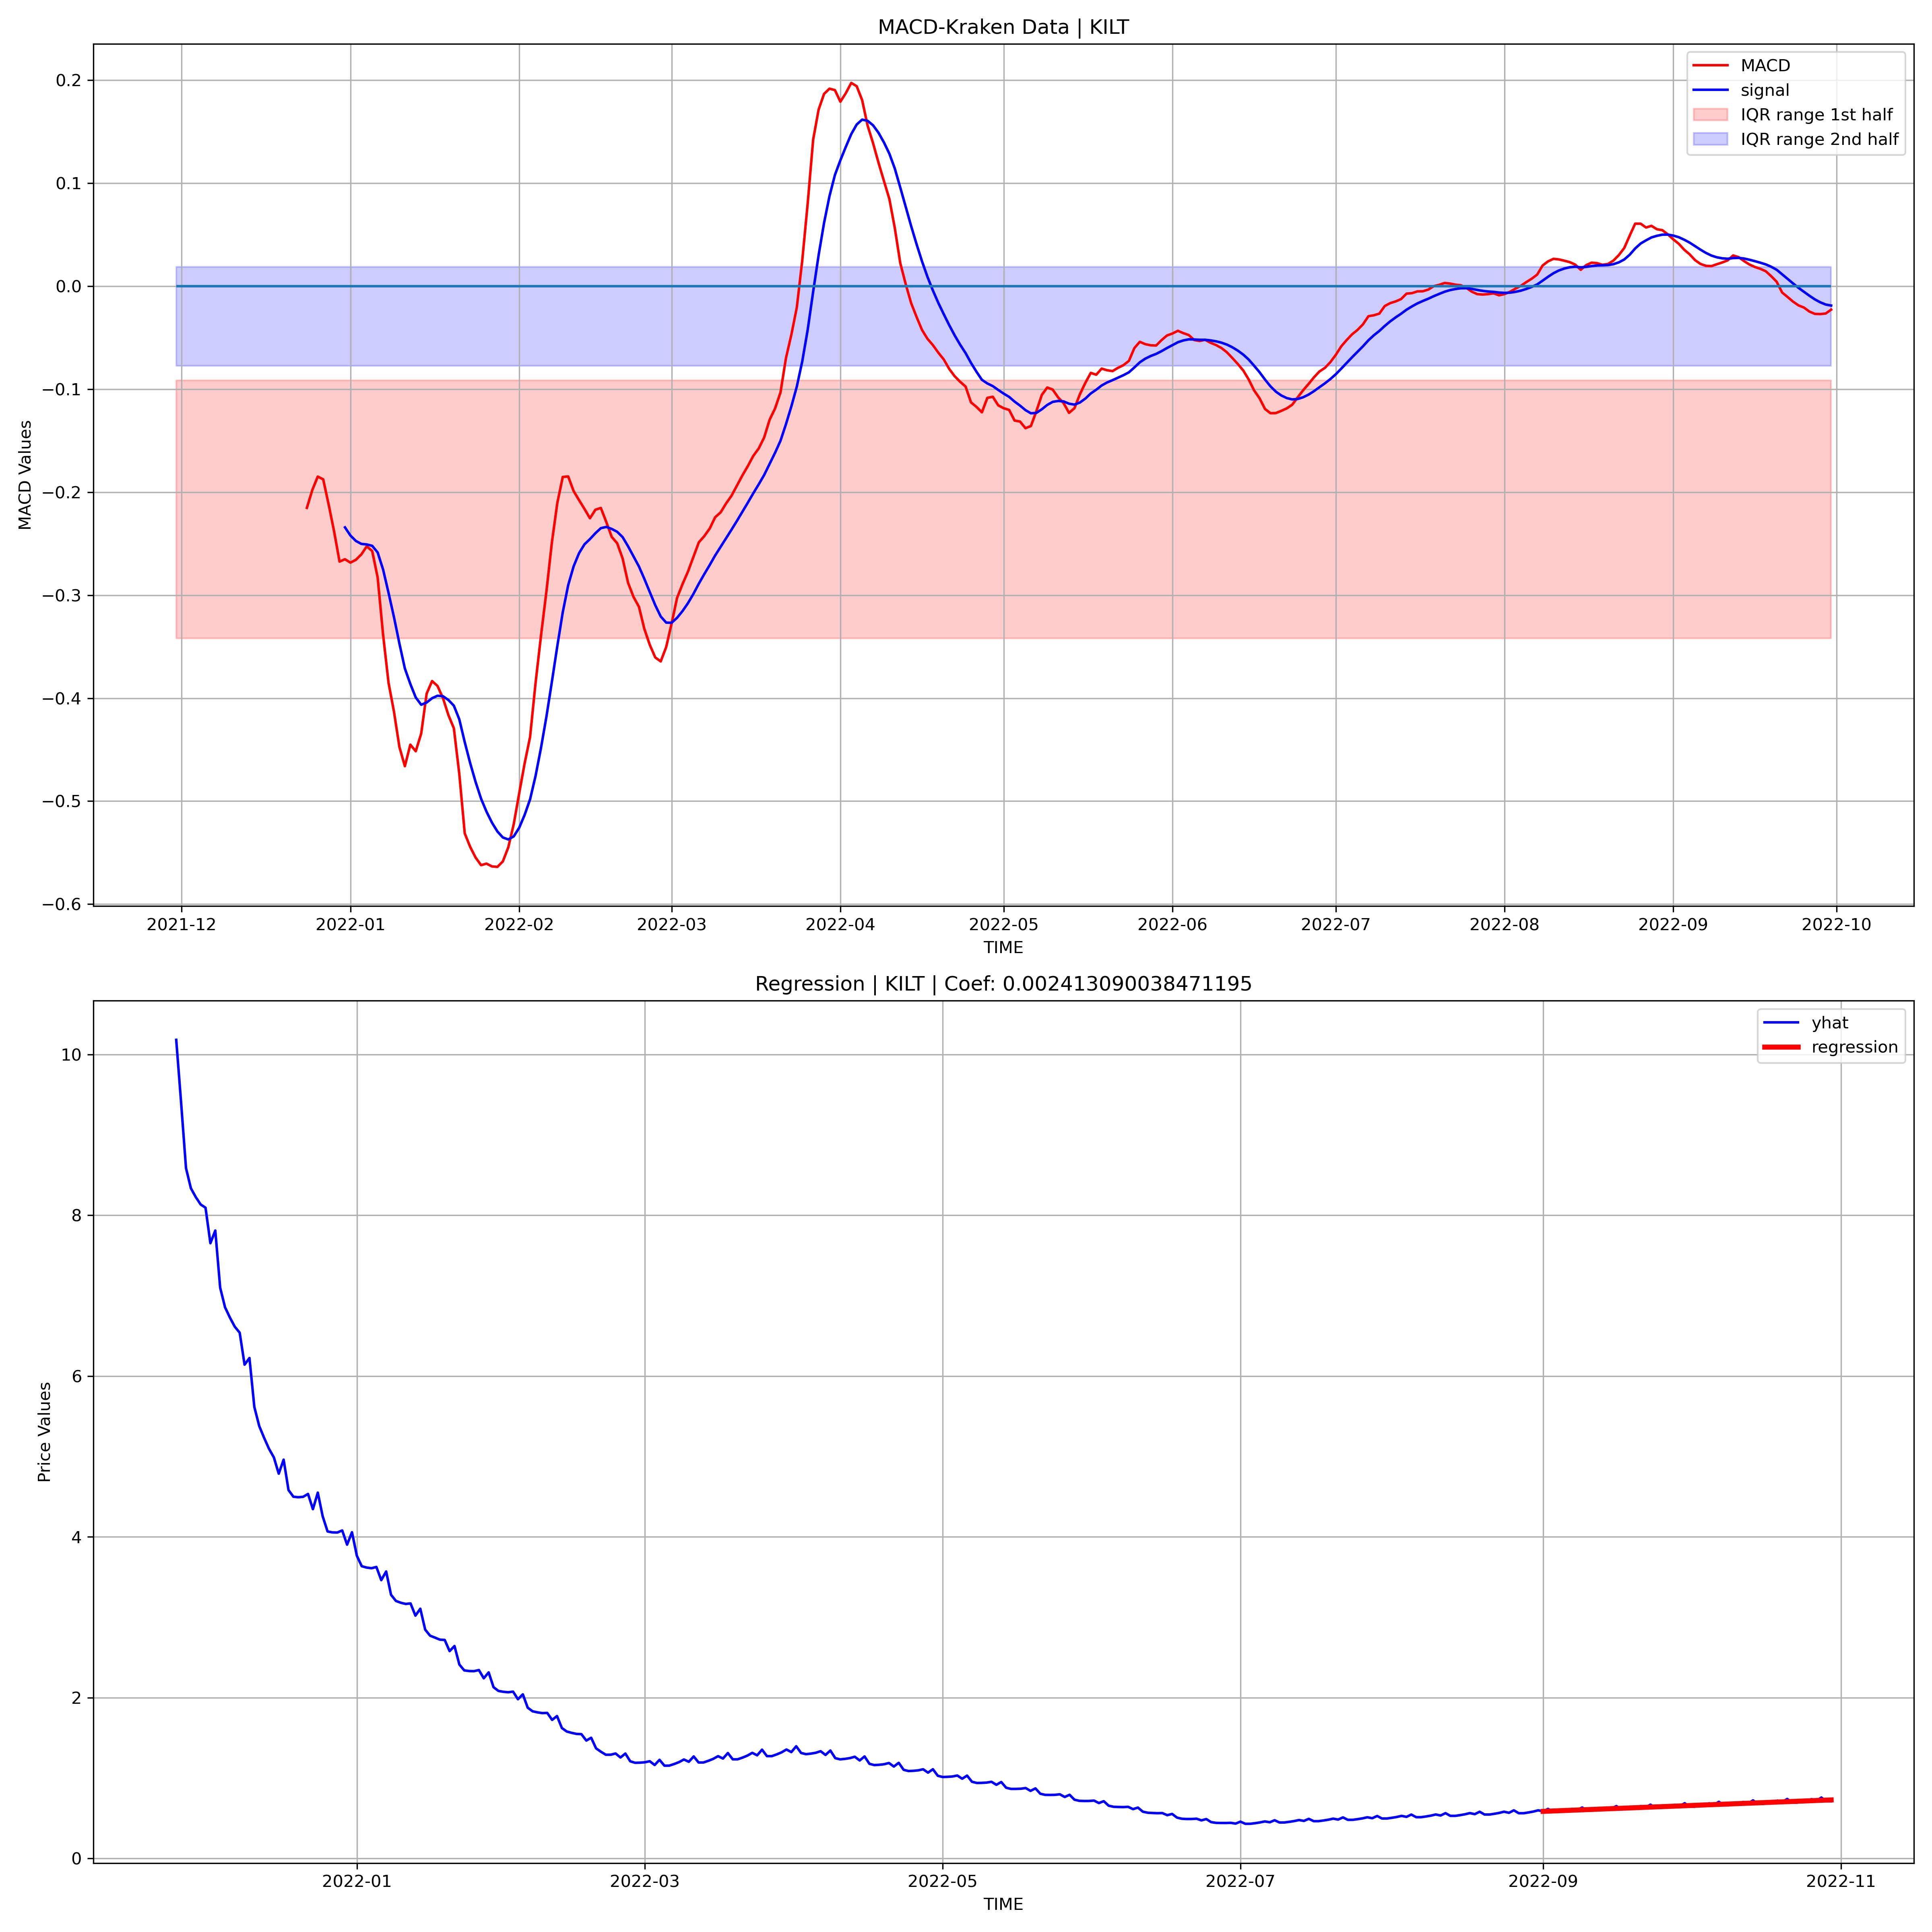 MACD-Kraken Data | KILT
MACD
signal
IQR range 1st half
IQR range 2nd half
MACD Values
0.2
0.1
0.0
−0.1
−0.2
−0.3
−0.4
−0.5
−0.6
2021-12 2022-01 2022-02 2022-03 2022-04 2022-05 2022-06 2022-07 2022-08 2022-09 2022-10
TIME
Regression | KILT | Coef: 0.002413090038471195
yhat
regression
Price Values
10
8
6
4
2
0
2022-01 2022-03 2022-05 2022-07 2022-09 2022-11
TIME